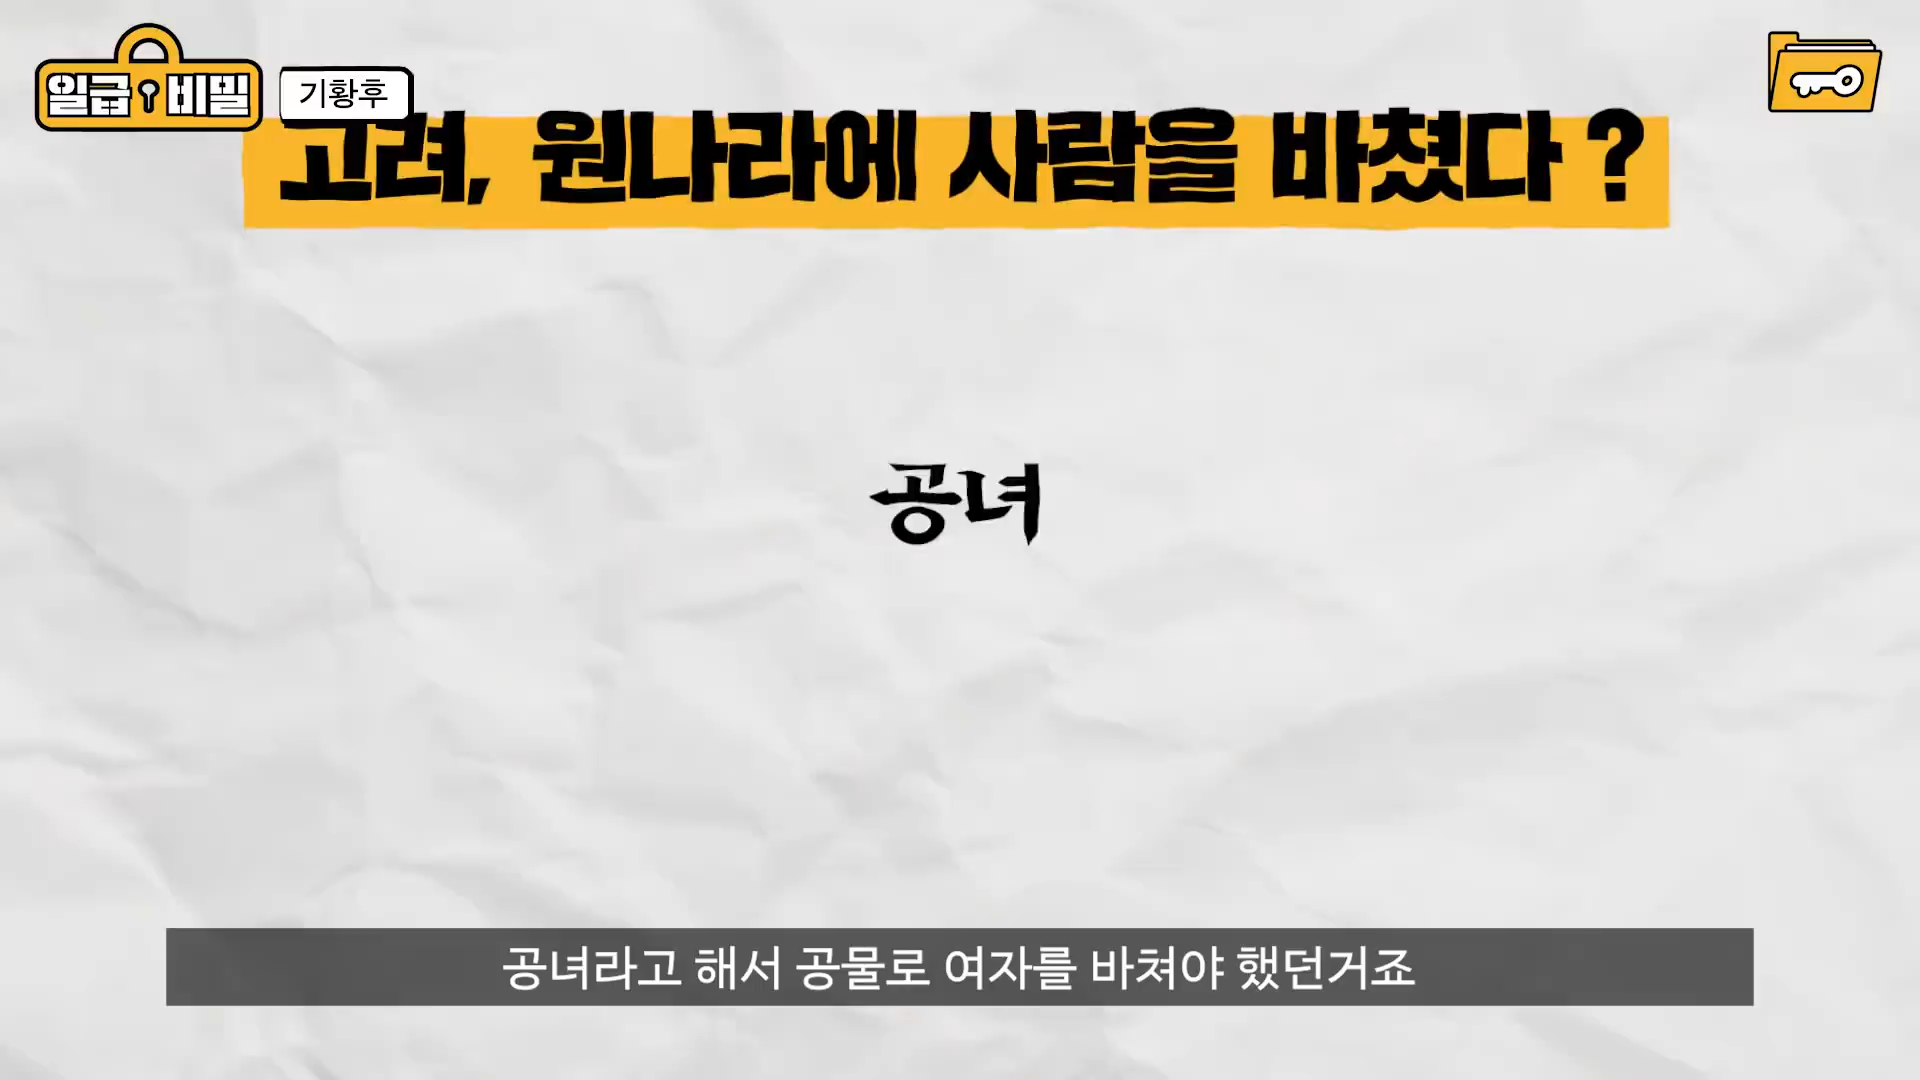 일급비밀
기황후
고려, 원나라에 사람을 바쳤다?
공녀
공녀라고 해서 공물로 여자를 바쳐야 했던거죠